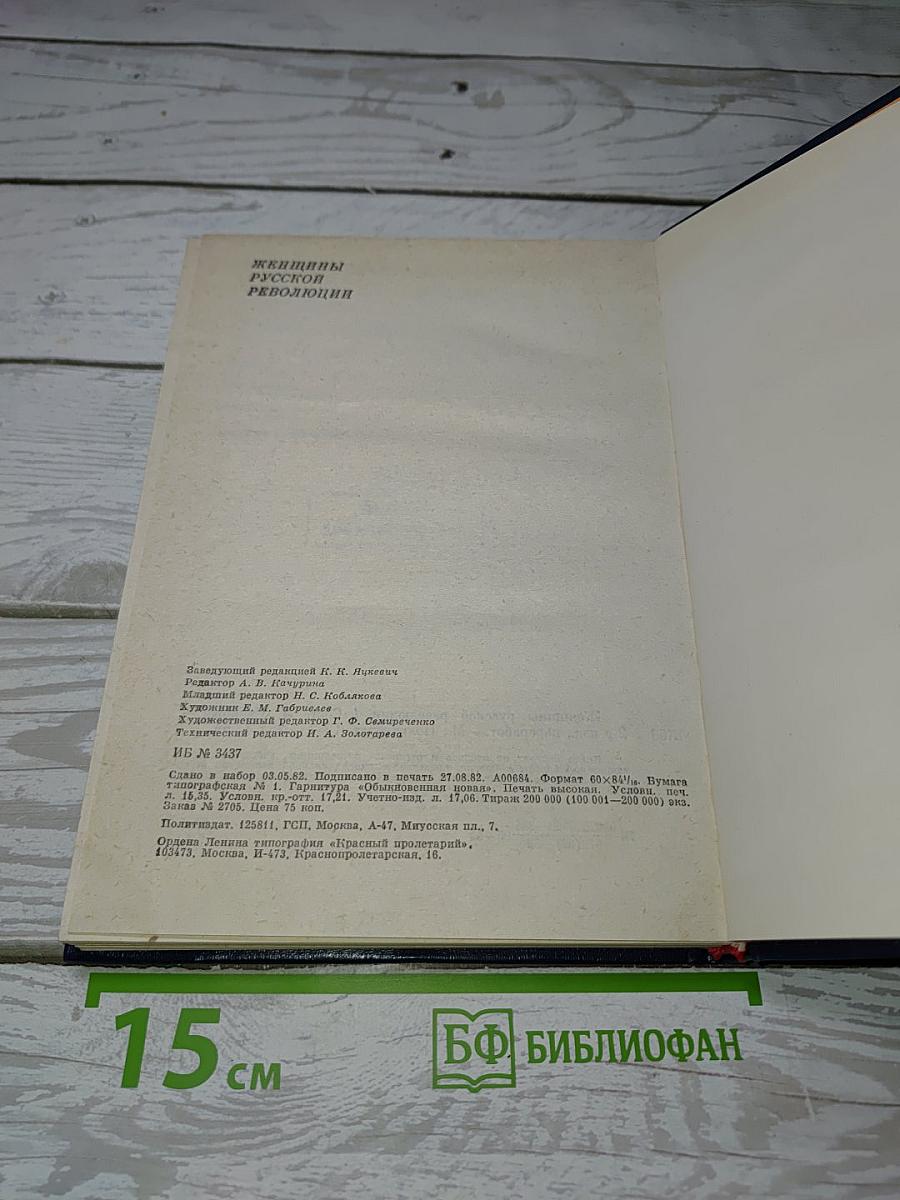 ЖЕНЩИНЫ
РУССКОЙ
РЕВОЛЮЦИИ
Заведующий редакцией К. К. Яцкевич
Редактор А. В. Качурина
Младший редактор Н. С. Коблякова
Художник Е. М. Габриелев
Художественный редактор Г. Ф. Семиреченко
Технический редактор И. А. Золотарева
ИБ № 3437
Сдано в набор 03.05.82. Подписано в печать 27.08.82. А00684. Формат 60×84 1/16. Бумага
типографская № 1. Гарнитура «Обыкновенная новая». Печать высокая. Условн. печ.
л. 15,35. Условн. кр.-отт. 17,21. Учетно-изд. л. 17,06. Тираж 200 000 (100 001—200 000) экз.
Заказ № 2705. Цена 75 коп.
Политиздат. 125811, ГСП, Москва, А-47, Миусская пл., 7.
Ордена Ленина типография «Красный пролетарий».
103473, Москва, И-473, Краснопролетарская, 16.
15 см
БФ БИБЛИОФАН